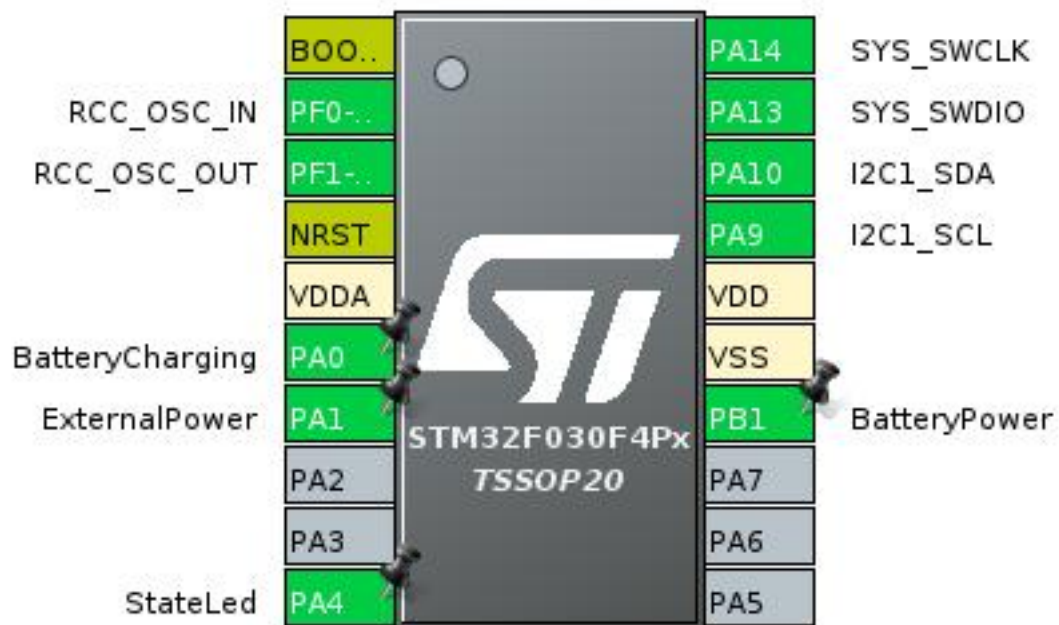 BOO.. PA14 SYS_SWCLK
RCC_OSC_IN PF0-.. PA13 SYS_SWDIO
RCC_OSC_OUT PF1-.. PA10 I2C1_SDA
NRST PA9 I2C1_SCL
VDDA VDD
BatteryCharging PA0 VSS
ExternalPower PA1 PB1 BatteryPower
STM32F030F4Px
PA2 TSSOP20 PA7
PA3 PA6
StateLed PA4 PA5
ST